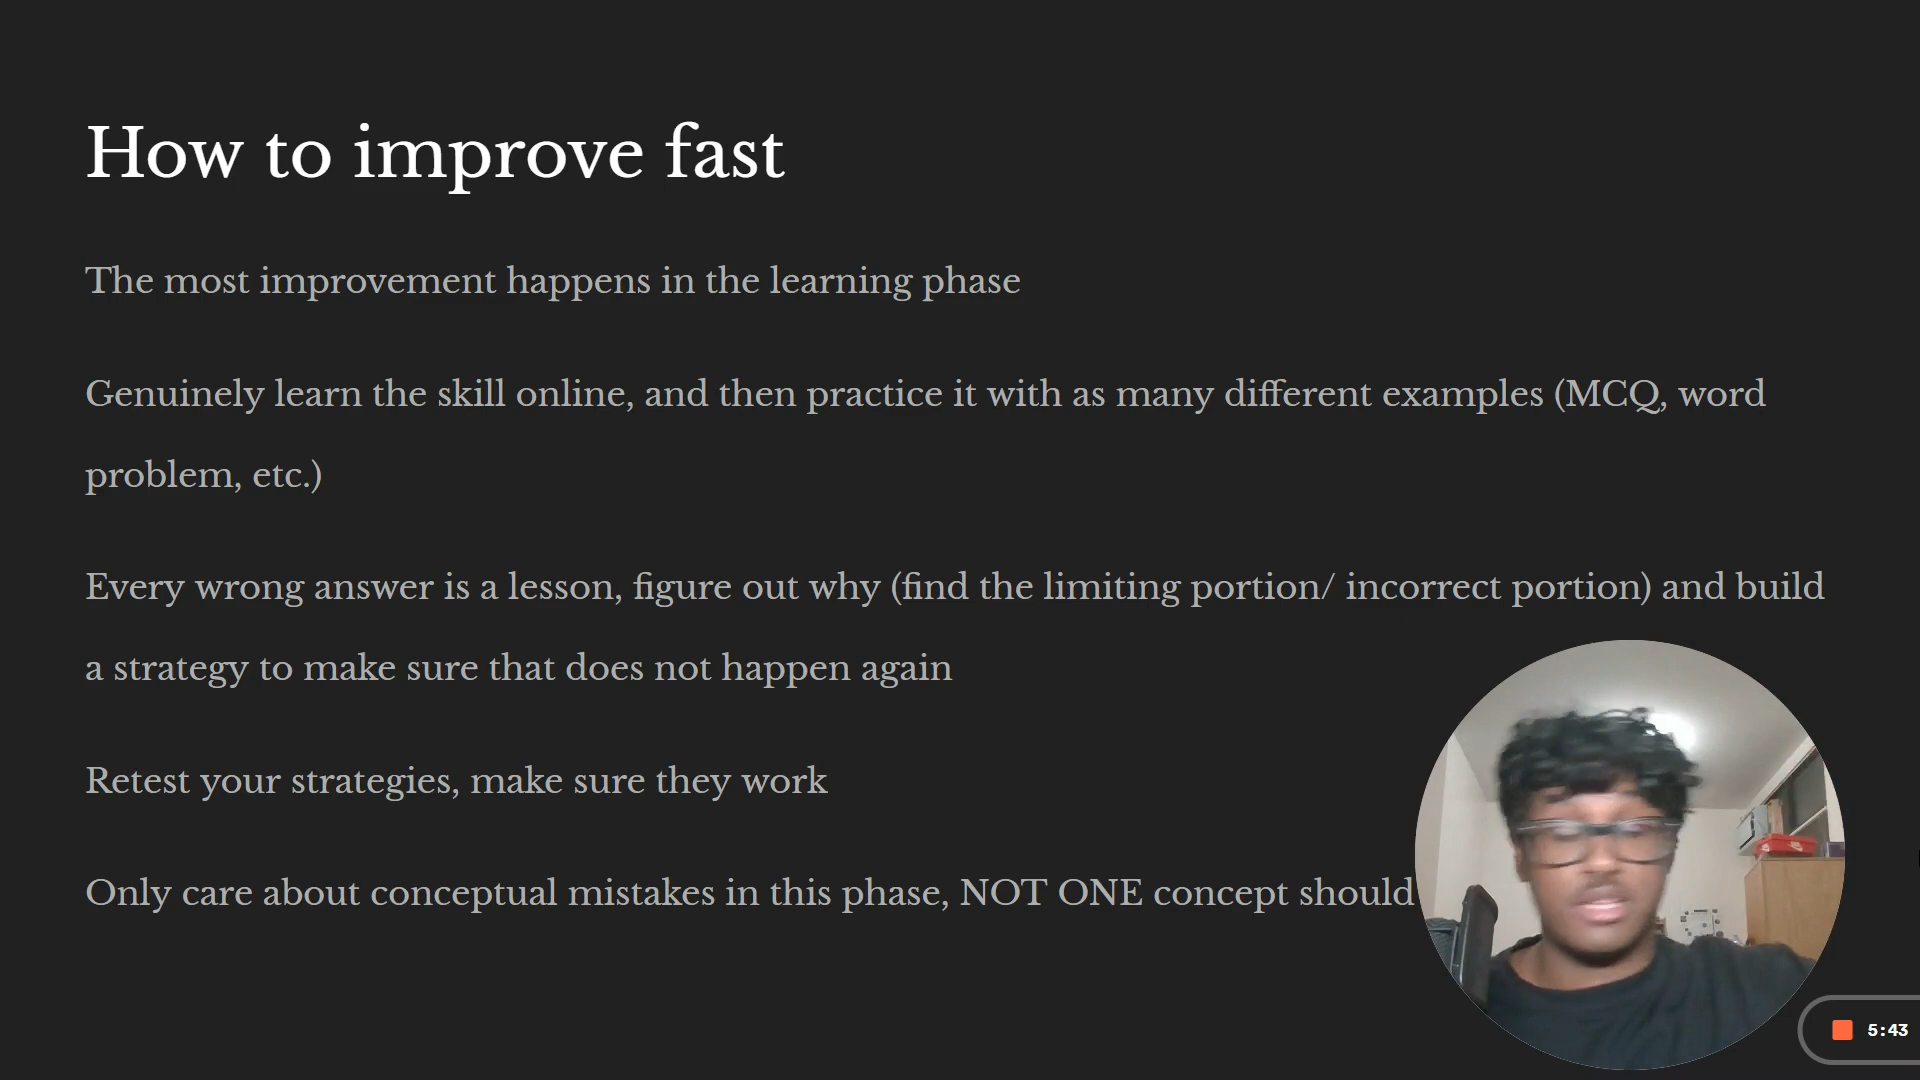 How to improve fast
The most improvement happens in the learning phase
Genuinely learn the skill online, and then practice it with as many different examples (MCQ, word
problem, etc.)
Every wrong answer is a lesson, figure out why (find the limiting portion/ incorrect portion) and build
a strategy to make sure that does not happen again
Retest your strategies, make sure they work
Only care about conceptual mistakes in this phase, NOT ONE concept should
5:43